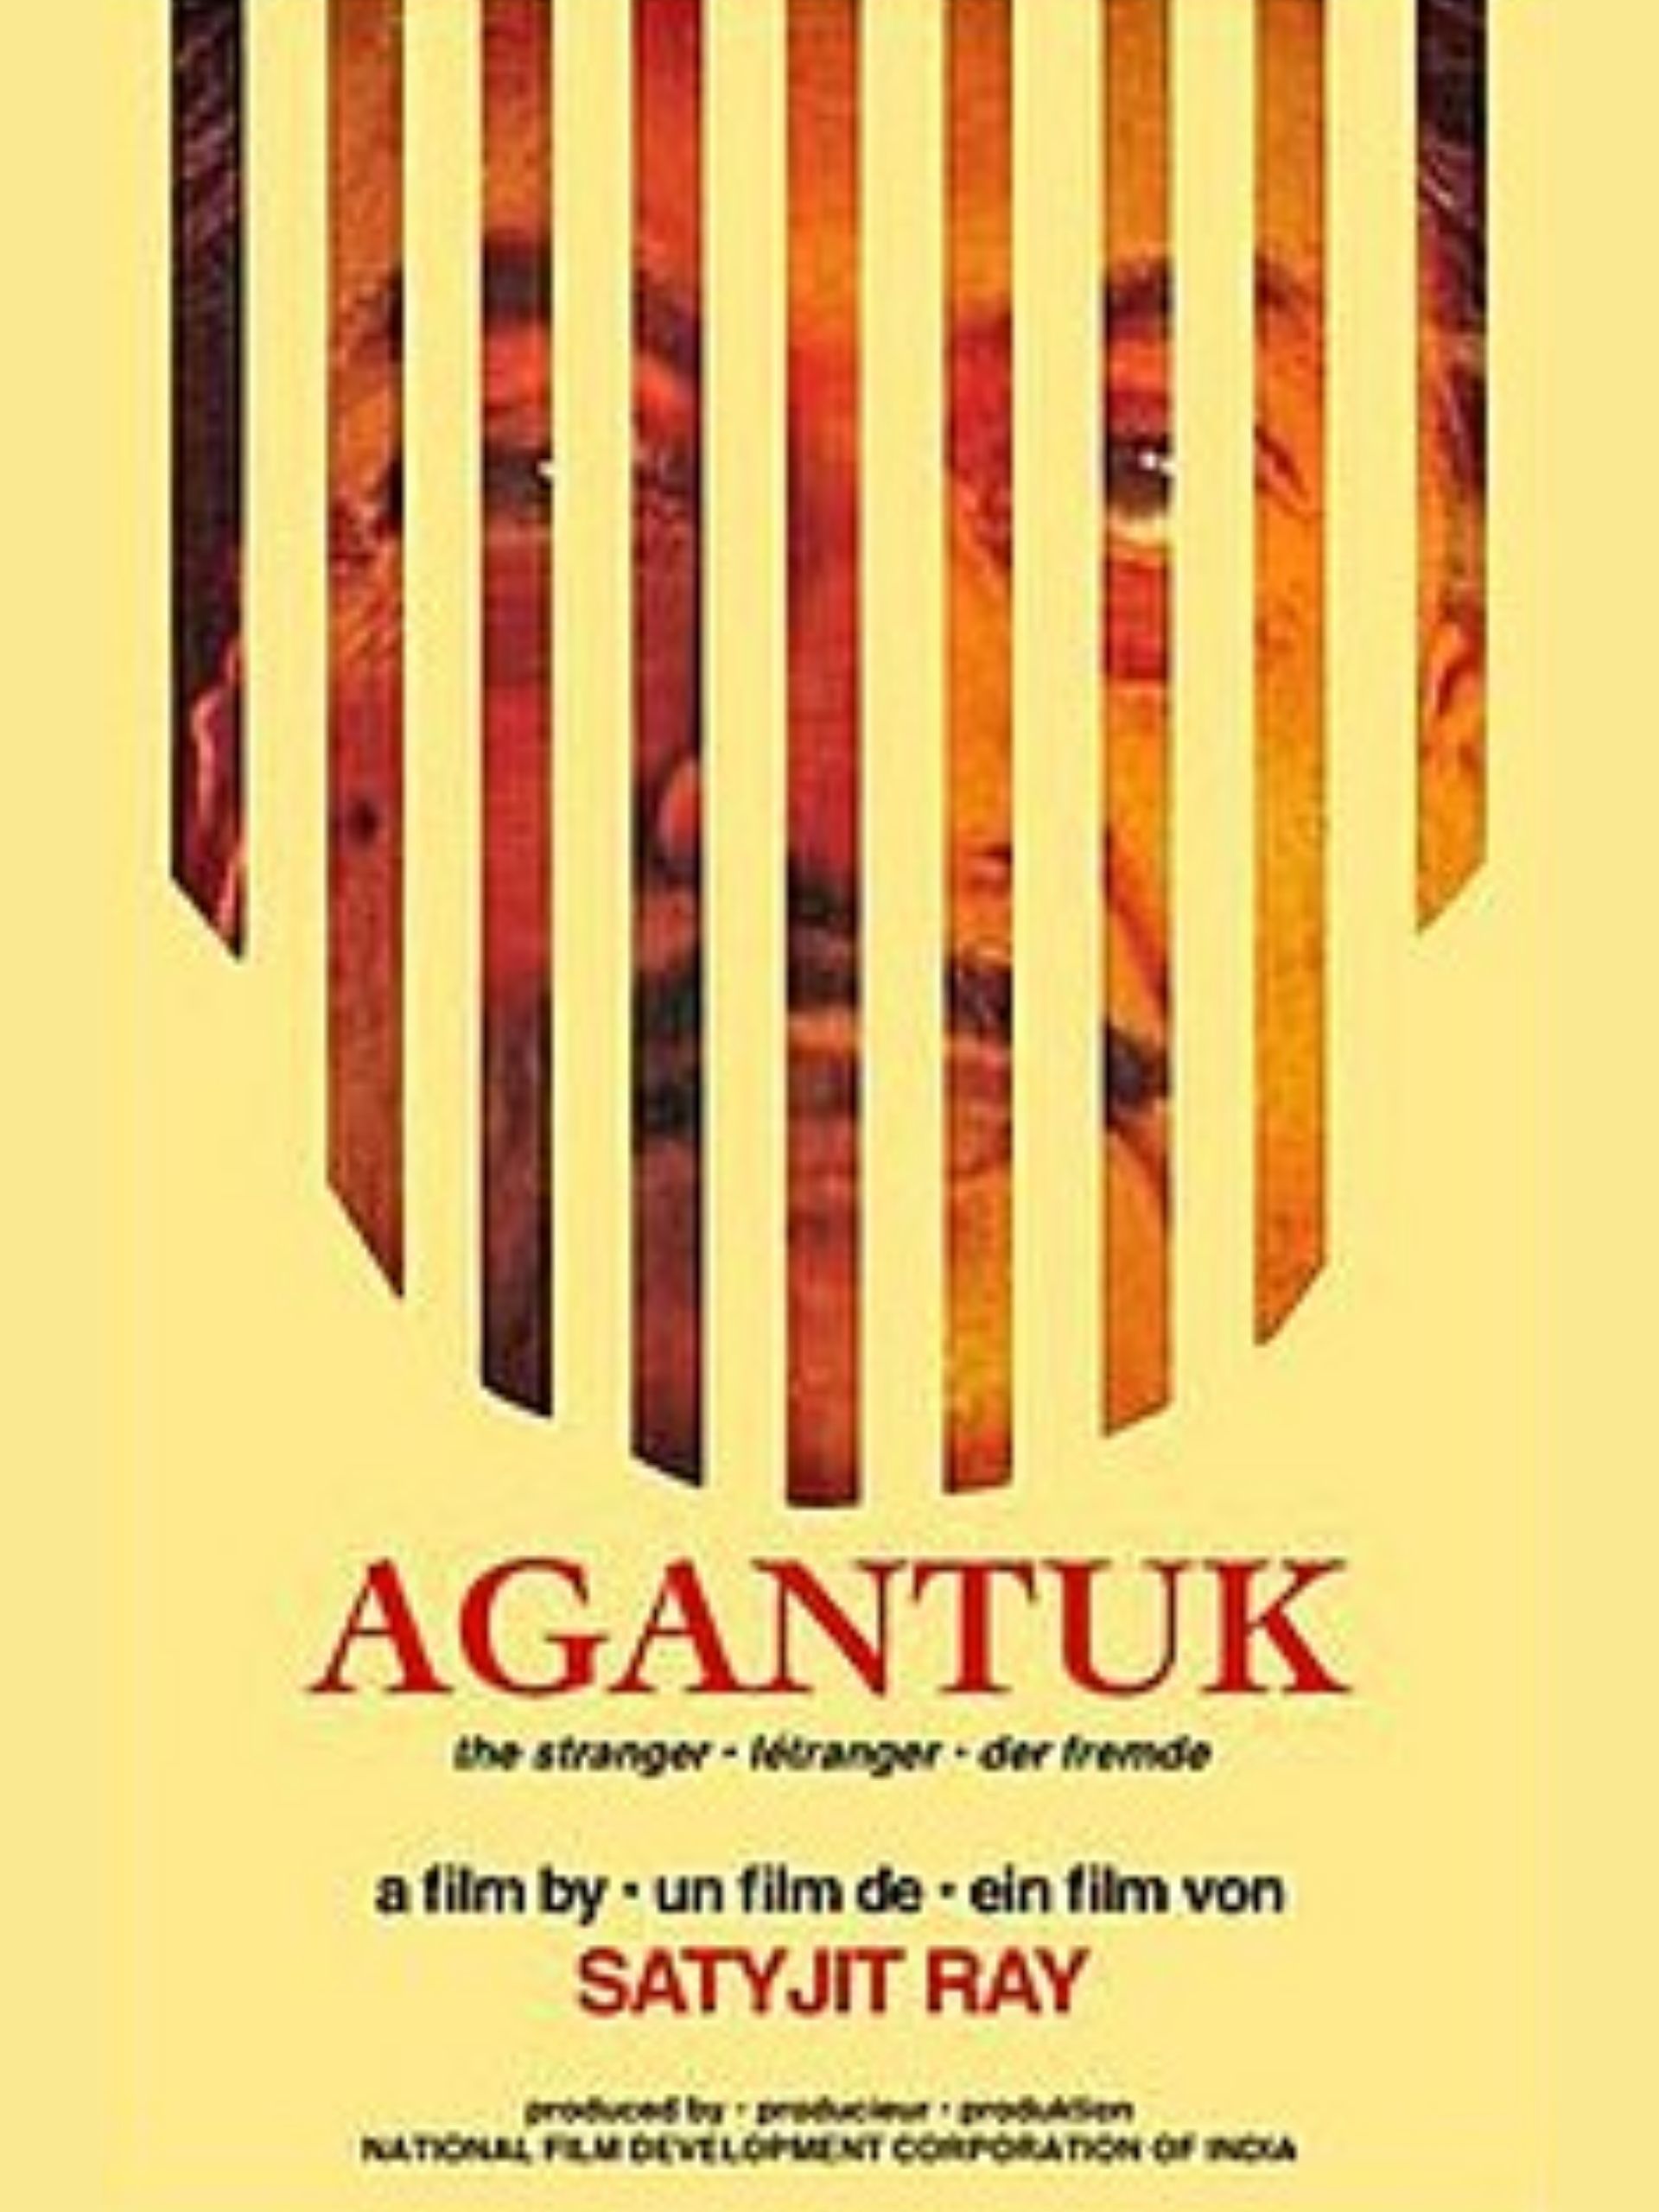 AGANTUK
the stranger · létranger · der fremde
a film by · un film de · ein film von
SATYJIT RAY
produced by · producieur · produktion
NATIONAL FILM DEVELOPMENT CORPORATION OF INDIA